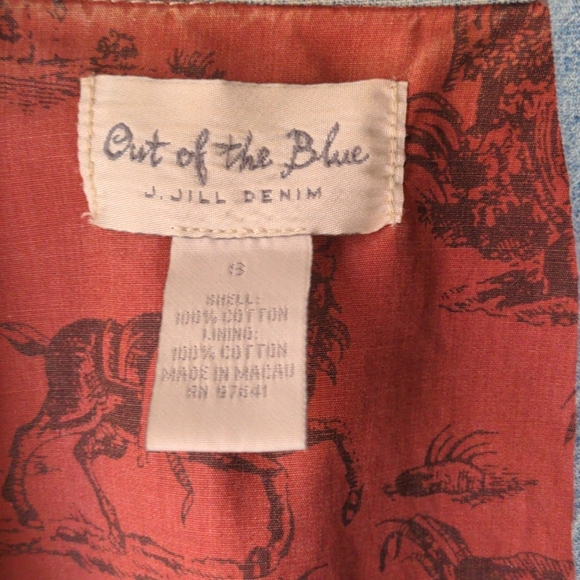 Out of the Blue
J. JILL DENIM
8
SHELL:
100% COTTON
LINING:
100% COTTON
MADE IN MACAU
RN 97641